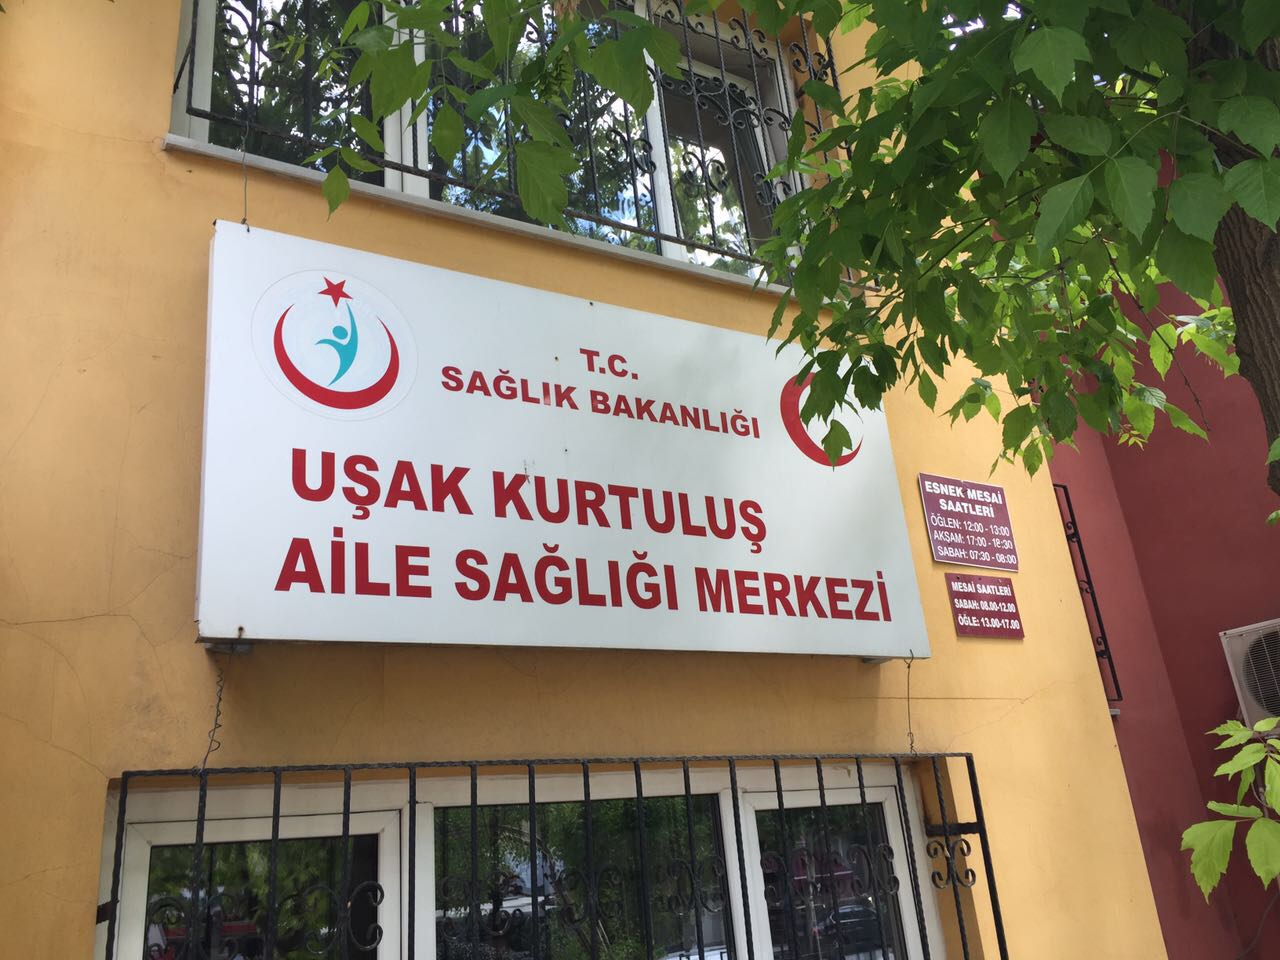 T.C.
SAĞLIK BAKANLIĞI
UŞAK KURTULUŞ
AİLE SAĞLIĞI MERKEZİ
ESNEK MESAİ
SAATLERİ
ÖĞLEN: 12:00 - 13:00
AKŞAM: 17:00 - 18:30
SABAH: 07:30 - 08:00
MESAİ SAATLERİ
SABAH: 08.00-12.00
ÖĞLE: 13.00-17.00